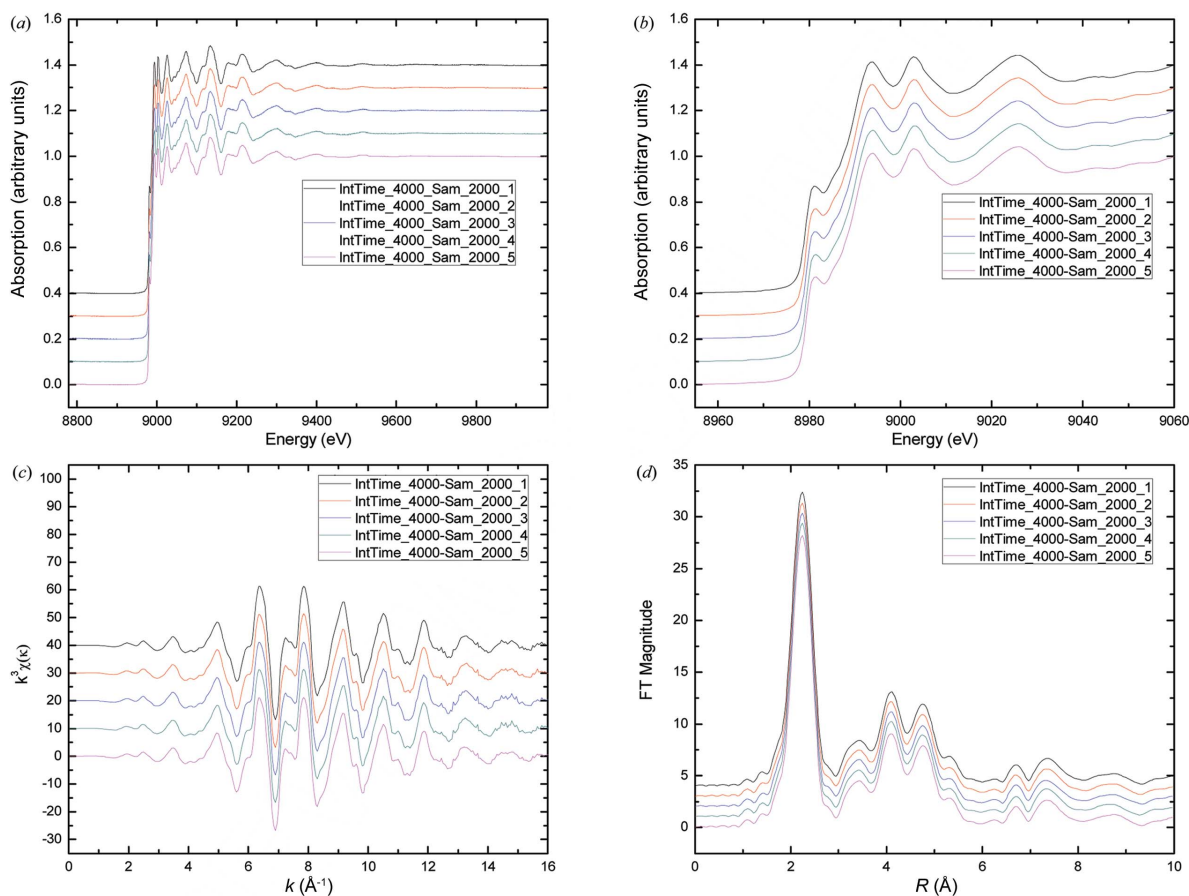 (a)
1.6
1.4
1.2
1.0
0.8
0.6
0.4
0.2
0.0
Absorption (arbitrary units)
IntTime_4000_Sam_2000_1
IntTime_4000_Sam_2000_2
IntTime_4000_Sam_2000_3
IntTime_4000_Sam_2000_4
IntTime_4000_Sam_2000_5
8800 9000 9200 9400 9600 9800
Energy (eV)
(b)
1.6
1.4
1.2
1.0
0.8
0.6
0.4
0.2
0.0
Absorption (arbitrary units)
IntTime_4000-Sam_2000_1
IntTime_4000-Sam_2000_2
IntTime_4000-Sam_2000_3
IntTime_4000-Sam_2000_4
IntTime_4000-Sam_2000_5
8960 8980 9000 9020 9040 9060
Energy (eV)
(c)
100
90
80
70
60
50
40
30
20
10
0
-10
-20
-30
k³χ(κ)
IntTime_4000-Sam_2000_1
IntTime_4000-Sam_2000_2
IntTime_4000-Sam_2000_3
IntTime_4000-Sam_2000_4
IntTime_4000-Sam_2000_5
0 2 4 6 8 10 12 14 16
k (Å⁻¹)
(d)
35
30
25
20
15
10
5
0
FT Magnitude
IntTime_4000-Sam_2000_1
IntTime_4000-Sam_2000_2
IntTime_4000-Sam_2000_3
IntTime_4000-Sam_2000_4
IntTime_4000-Sam_2000_5
0 2 4 6 8 10
R (Å)